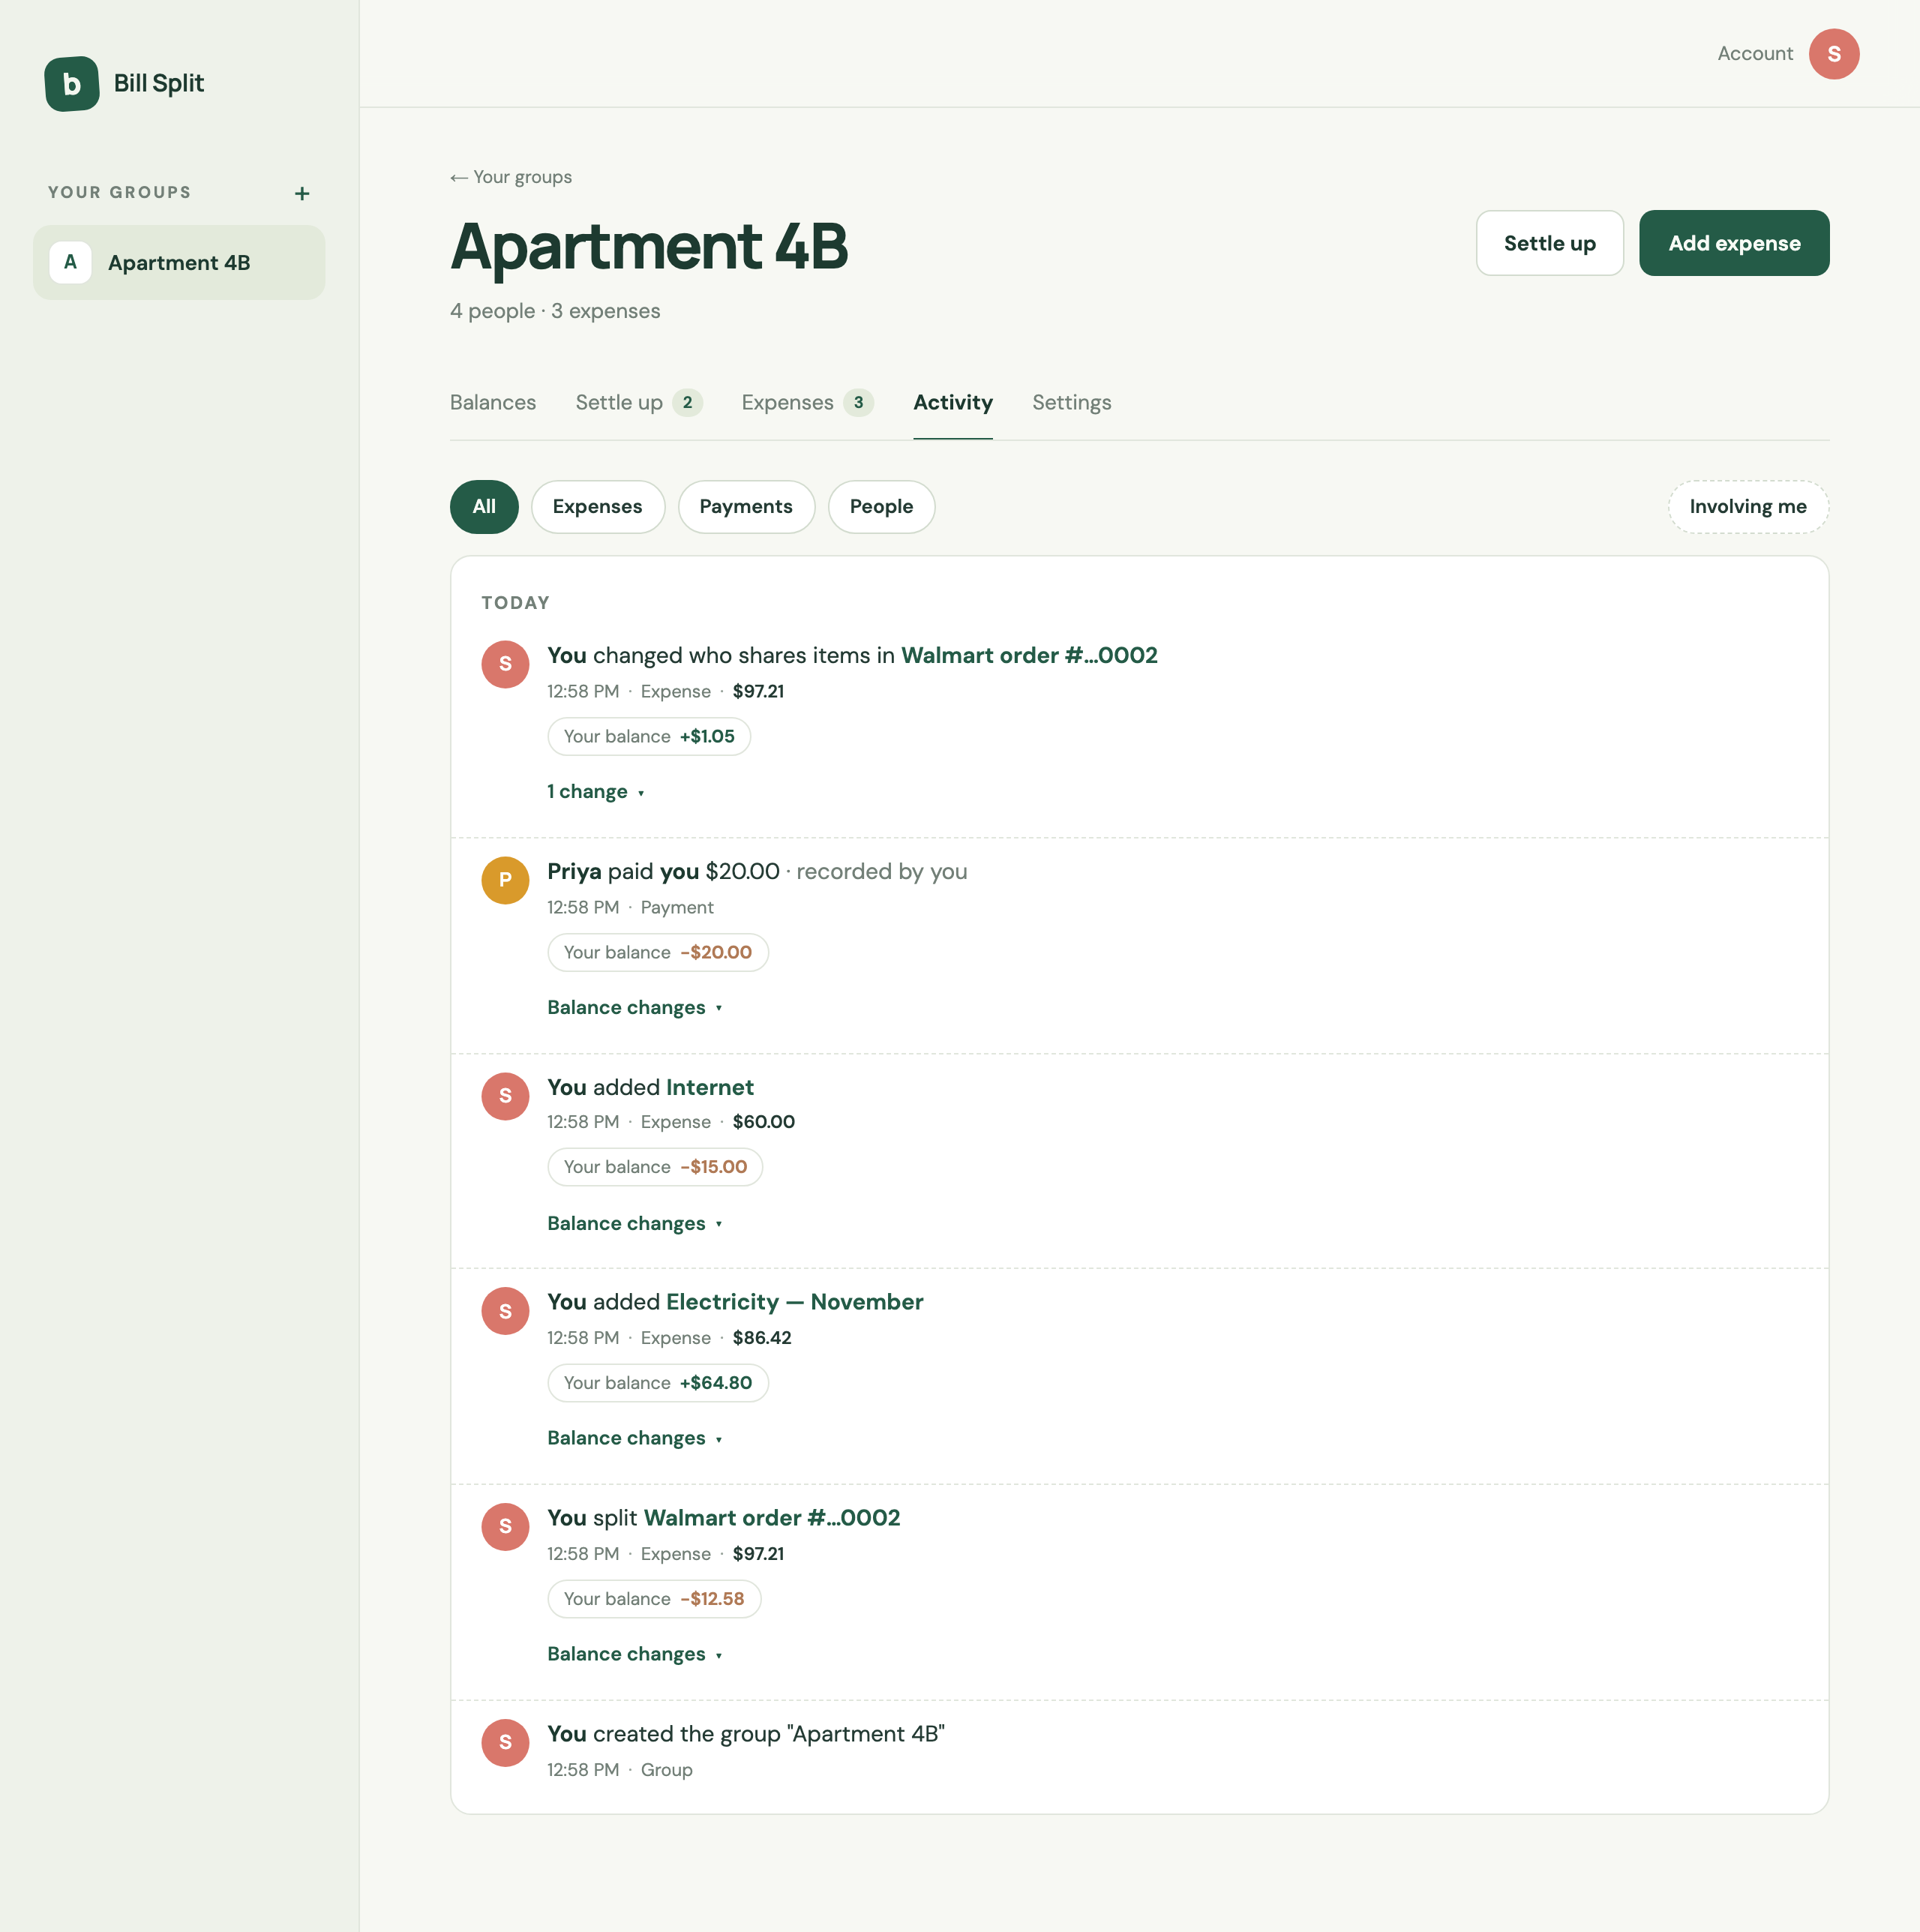 b Bill Split
Account S
YOUR GROUPS +
A Apartment 4B
← Your groups
Apartment 4B
Settle up
Add expense
4 people · 3 expenses
Balances Settle up 2 Expenses 3 Activity Settings
All Expenses Payments People Involving me
TODAY
S You changed who shares items in Walmart order #…0002
12:58 PM · Expense · $97.21
Your balance +$1.05
1 change ▾
P Priya paid you $20.00 · recorded by you
12:58 PM · Payment
Your balance -$20.00
Balance changes ▾
S You added Internet
12:58 PM · Expense · $60.00
Your balance -$15.00
Balance changes ▾
S You added Electricity — November
12:58 PM · Expense · $86.42
Your balance +$64.80
Balance changes ▾
S You split Walmart order #…0002
12:58 PM · Expense · $97.21
Your balance -$12.58
Balance changes ▾
S You created the group "Apartment 4B"
12:58 PM · Group